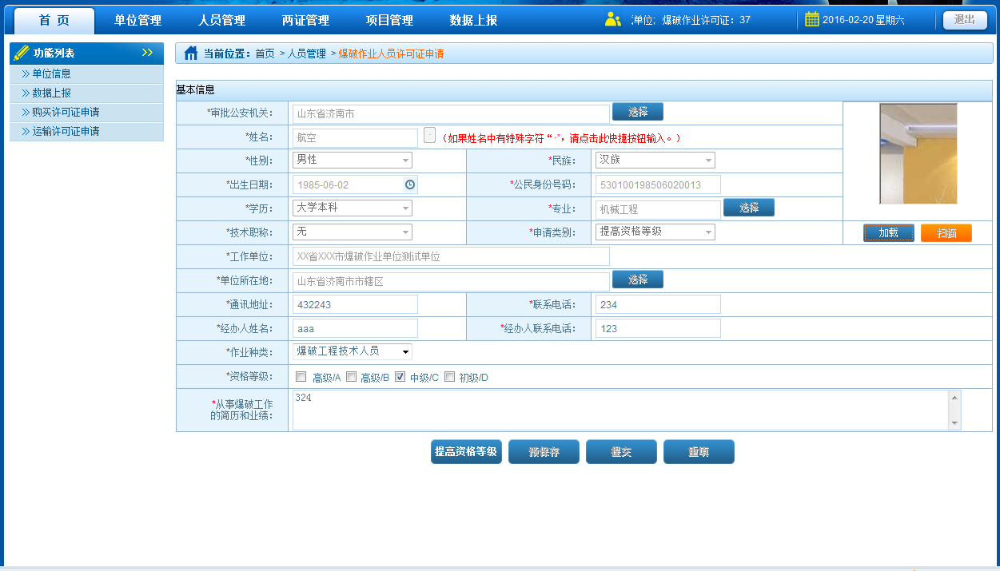 首 页 单位管理 人员管理 两证管理 项目管理 数据上报 单位; 爆破作业许可证: 37 2016-02-20 星期六 退出
功能列表 >>
单位信息
数据上报
购买许可证申请
运输许可证申请
当前位置: 首页 > 人员管理 > 爆破作业人员许可证申请
基本信息
*审批公安机关: 山东省济南市 选择
*姓名: 航空 (如果姓名中有特殊字符“·”,请点击此快捷按钮输入。)
*性别: 男性 *民族: 汉族
*出生日期: 1985-06-02 *公民身份号码: 530100198506020013
*学历: 大学本科 *专业: 机械工程 选择
*技术职称: 无 *申请类别: 提高资格等级 加载 扫描
*工作单位: XX省XXX市爆破作业单位测试单位
*单位所在地: 山东省济南市市辖区 选择
*通讯地址: 432243 *联系电话: 234
*经办人姓名: aaa *经办人联系电话: 123
*作业种类: 爆破工程技术人员
*资格等级: 高级/A 高级/B 中级/C 初级/D
*从事爆破工作
的简历和业绩: 324
提高资格等级 预保存 提交 重填